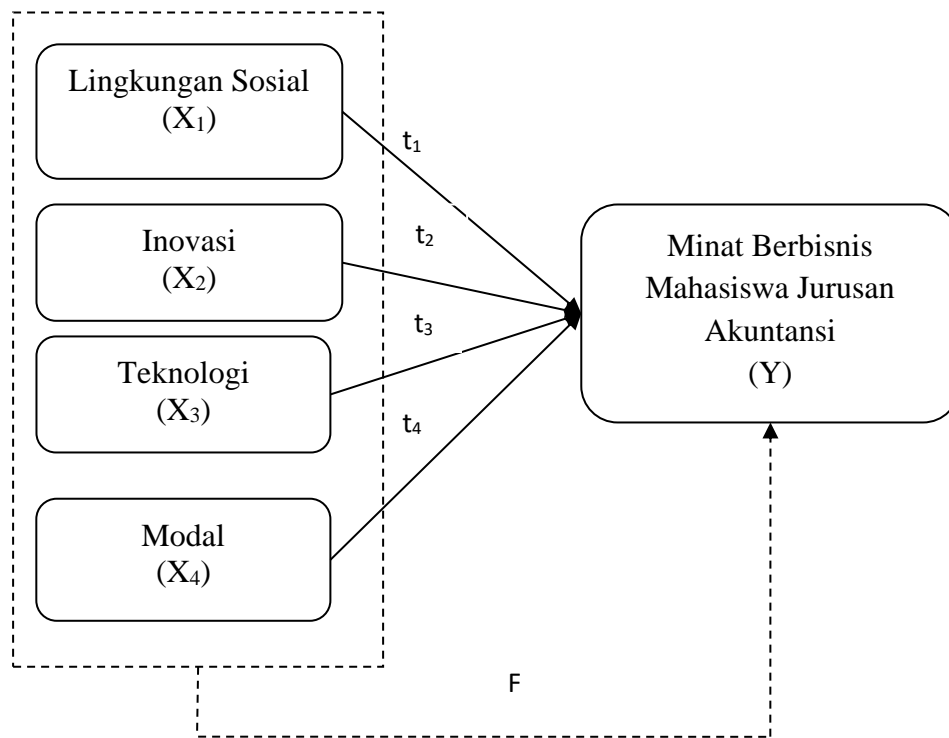 Lingkungan Sosial
(X₁)
t₁
Inovasi
(X₂)
t₂
Teknologi
(X₃)
t₃
Modal
(X₄)
t₄
Minat Berbisnis
Mahasiswa Jurusan
Akuntansi
(Y)
F